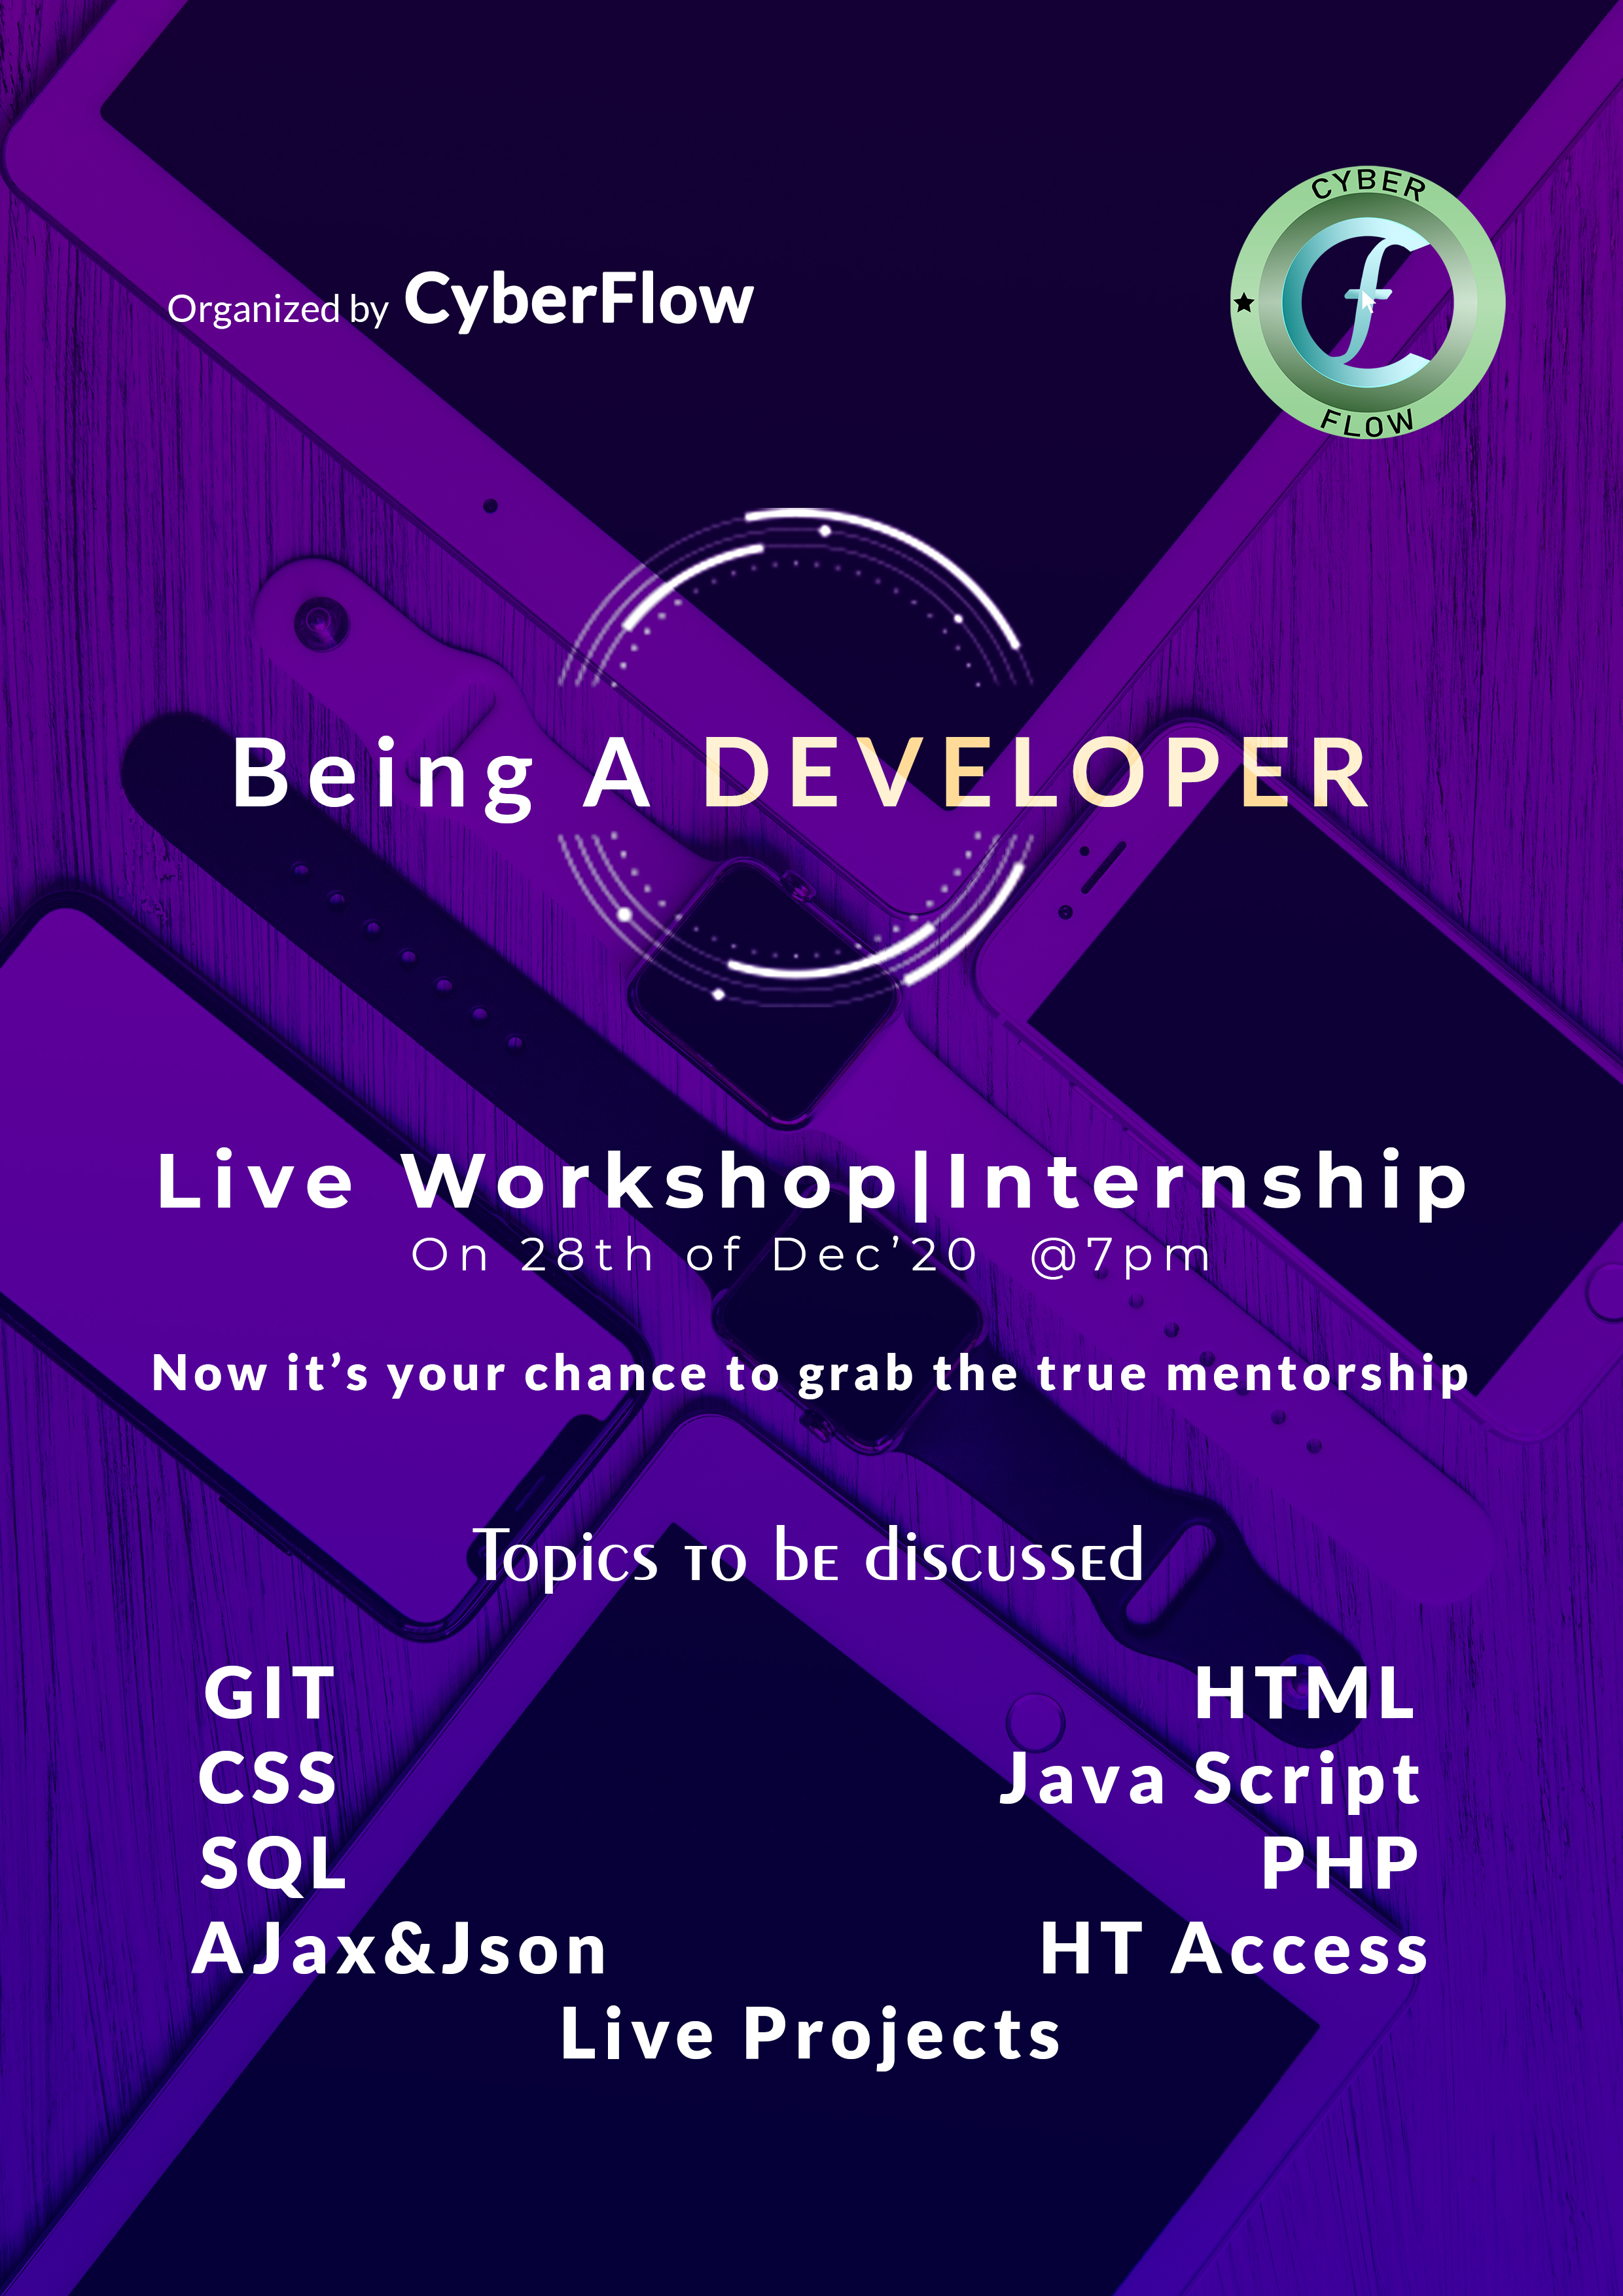 CYBER
Organized by CyberFlow
FLOW
Being A DEVELOPER
Live Workshop|Internship
On 28th of Dec’20 @7pm
Now it’s your chance to grab the true mentorship
Topics to be discussed
GIT HTML
CSS Java Script
SQL PHP
AJax&Json HT Access
Live Projects